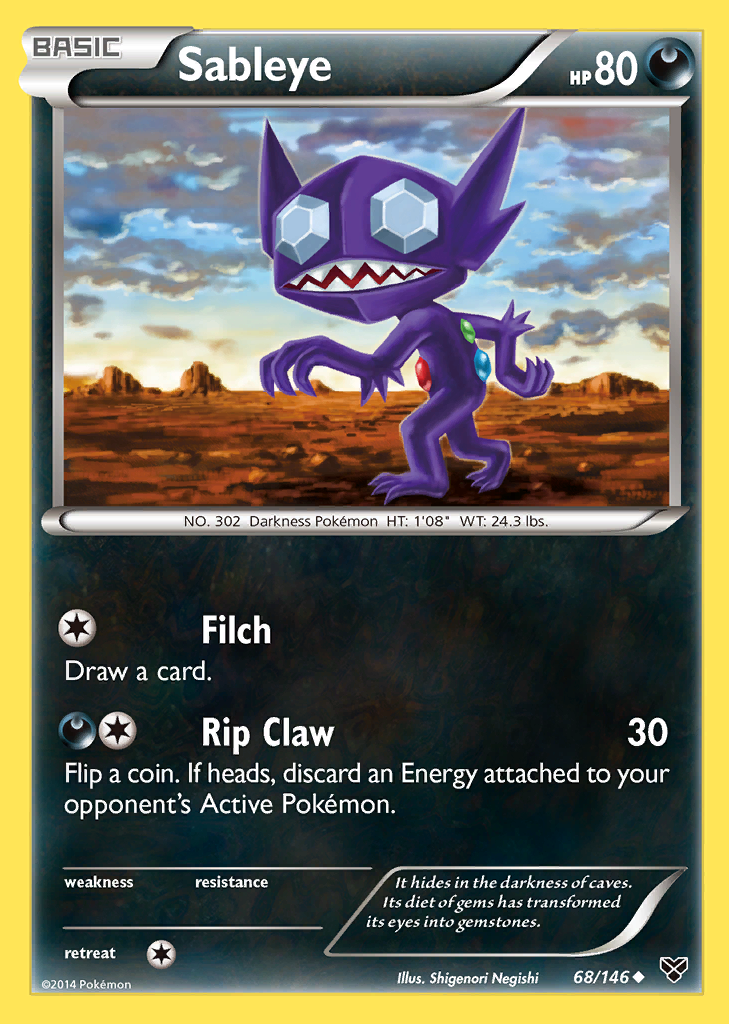 BASIC
Sableye
HP 80
NO. 302 Darkness Pokémon HT: 1'08" WT: 24.3 lbs.
Filch
Draw a card.
Rip Claw 30
Flip a coin. If heads, discard an Energy attached to your
opponent's Active Pokémon.
weakness resistance
It hides in the darkness of caves.
Its diet of gems has transformed
its eyes into gemstones.
retreat
©2014 Pokémon
Illus. Shigenori Negishi
68/146